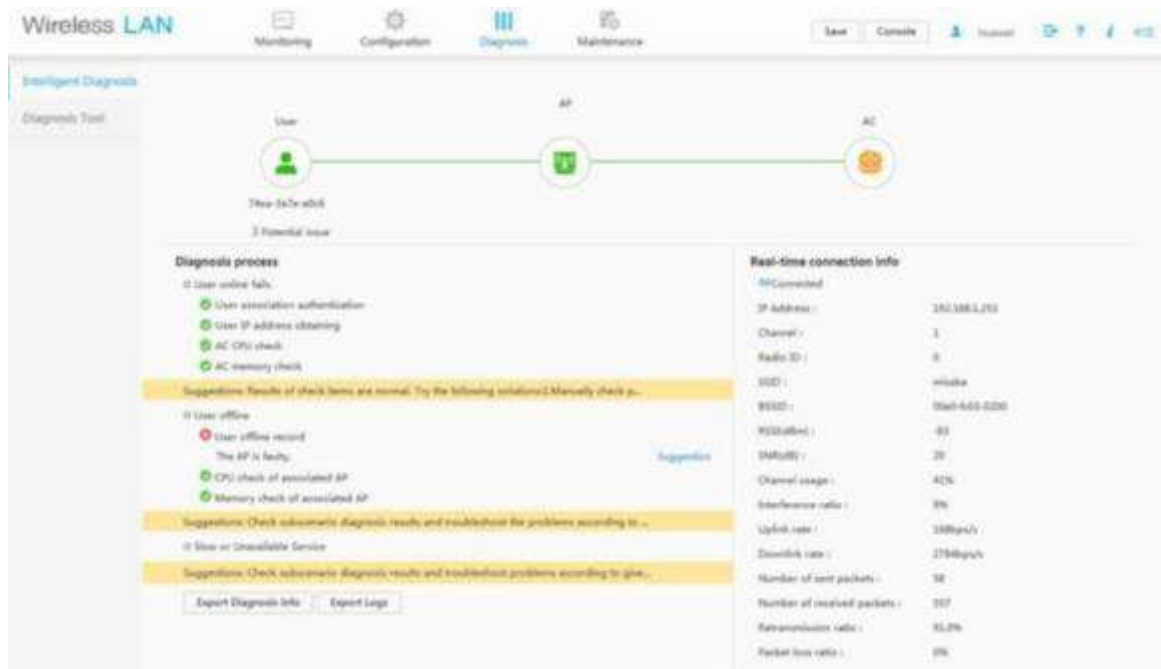 Wireless LAN
Monitoring
Configuration
Diagnosis
Maintenance
Save
Console
huawei
Intelligent Diagnosis
Diagnosis Tool
User
AP
AC
3 Potential issue
Diagnosis process
User online fails
User association authentication
User IP address obtaining
AC CPU check
AC memory check
Suggestions: Results of check items are normal. Try the following solutions:1.Manually check p...
User offline
User offline record
The AP is faulty.
Suggestion
CPU check of associated AP
Memory check of associated AP
Suggestions: Check subscenario diagnosis results and troubleshoot the problems according to ...
Slow or Unavailable Service
Suggestions: Check subscenario diagnosis results and troubleshoot problems according to give...
Export Diagnosis Info
Export Logs
Real-time connection info
Connected
IP Address :
Channel : 1
Radio ID : 0
SSID :
BSSID :
RSSI(dBm) :
SNR(dB) : 20
Channel usage : 41%
Interference ratio :
Uplink rate :
Downlink rate :
Number of sent packets : 58
Number of received packets :
Retransmission ratio :
Packet loss ratio : 0%